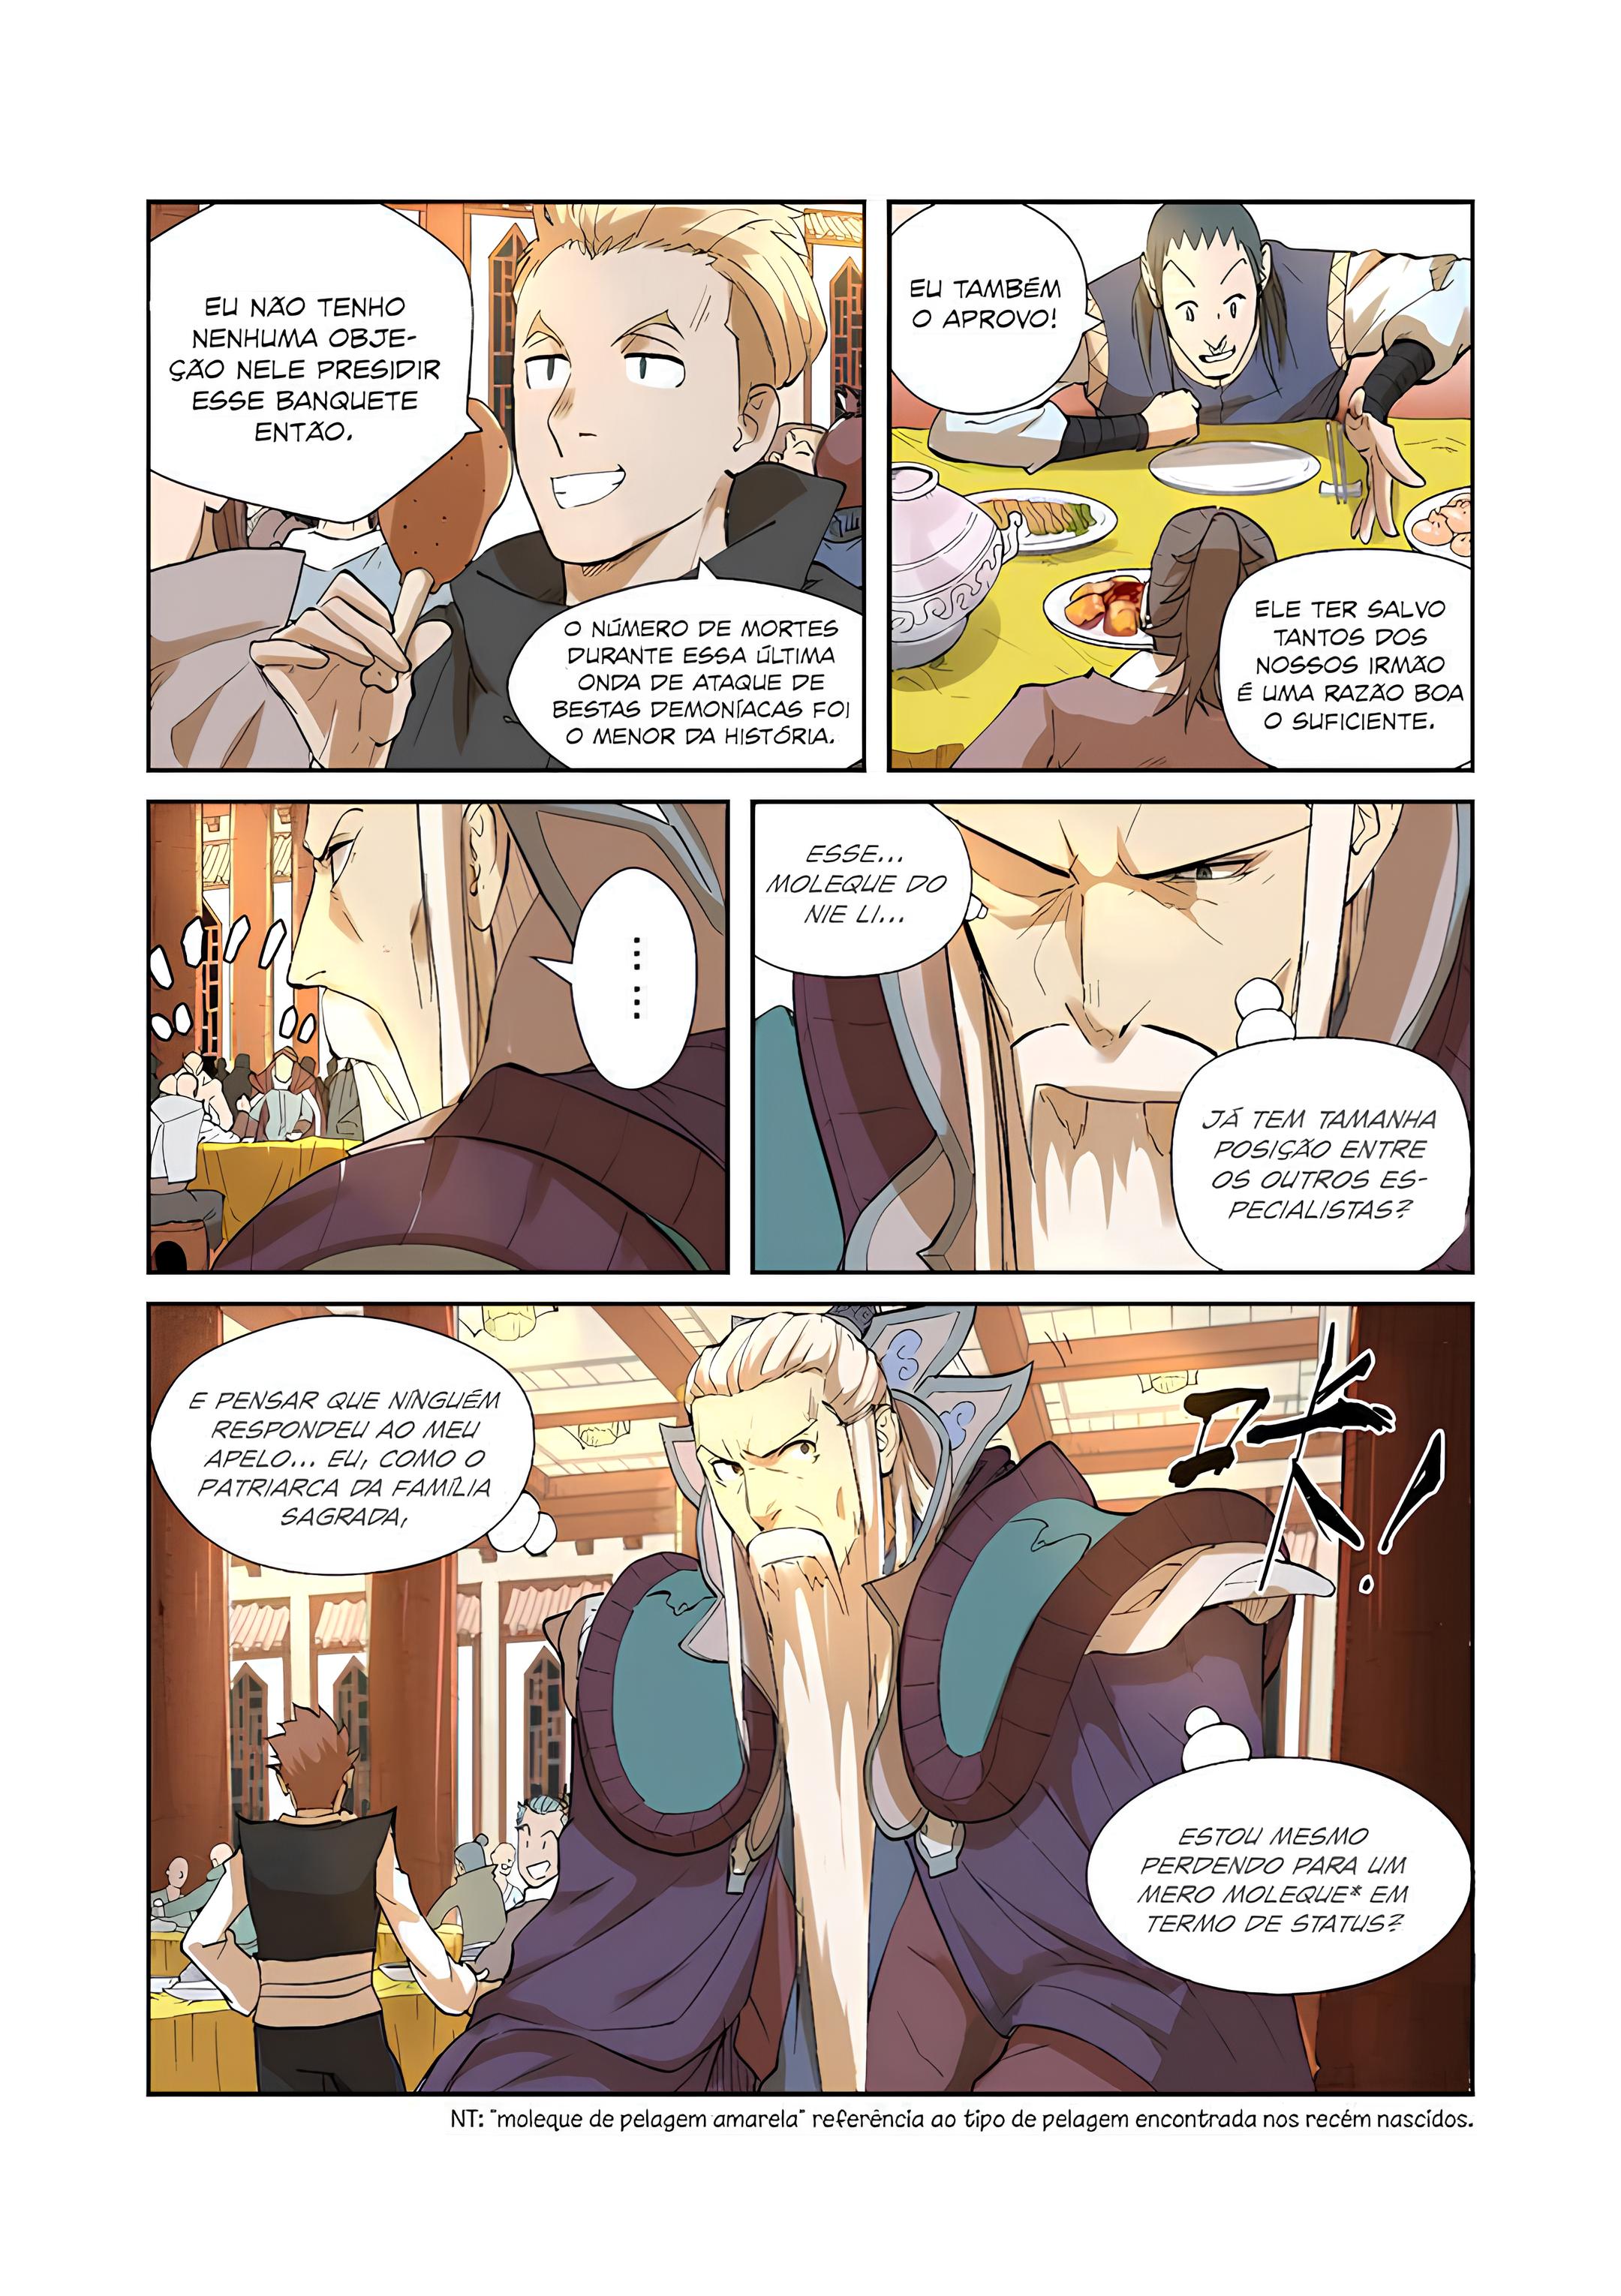 EU NÃO TENHO
NENHUMA OBJE-
ÇÃO NELE PRESIDIR
ESSE BANQUETE
ENTÃO.
O NÚMERO DE MORTES
DURANTE ESSA ÚLTIMA
ONDA DE ATAQUE DE
BESTAS DEMONÍACAS FOI
O MENOR DA HISTÓRIA.
EU TAMBÉM
O APROVO!
ELE TER SALVO
TANTOS DOS
NOSSOS IRMÃO
É UMA RAZÃO BOA
O SUFICIENTE.
......
ESSE...
MOLEQUE DO
NIE LI...
JÁ TEM TAMANHA
POSIÇÃO ENTRE
OS OUTROS ES-
PECIALISTAS?
E PENSAR QUE NINGUÉM
RESPONDEU AO MEU
APELO... EU, COMO O
PATRIARCA DA FAMÍLIA
SAGRADA,
ESTOU MESMO
PERDENDO PARA UM
MERO MOLEQUE* EM
TERMO DE STATUS?
NT: "moleque de pelagem amarela" referência ao tipo de pelagem encontrada nos recém nascidos.